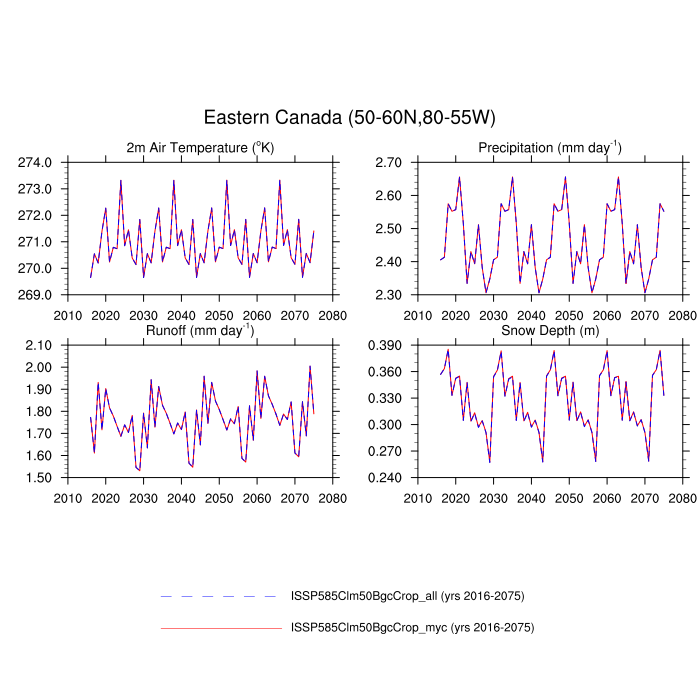 Eastern Canada (50-60N,80-55W)
2m Air Temperature (°K)
274.0
273.0
272.0
271.0
270.0
269.0
2010 2020 2030 2040 2050 2060 2070 2080
Precipitation (mm day-1)
2.70
2.60
2.50
2.40
2.30
2010 2020 2030 2040 2050 2060 2070 2080
Runoff (mm day-1)
2.10
2.00
1.90
1.80
1.70
1.60
1.50
2010 2020 2030 2040 2050 2060 2070 2080
Snow Depth (m)
0.390
0.360
0.330
0.300
0.270
0.240
2010 2020 2030 2040 2050 2060 2070 2080
ISSP585Clm50BgcCrop_all (yrs 2016-2075)
ISSP585Clm50BgcCrop_myc (yrs 2016-2075)